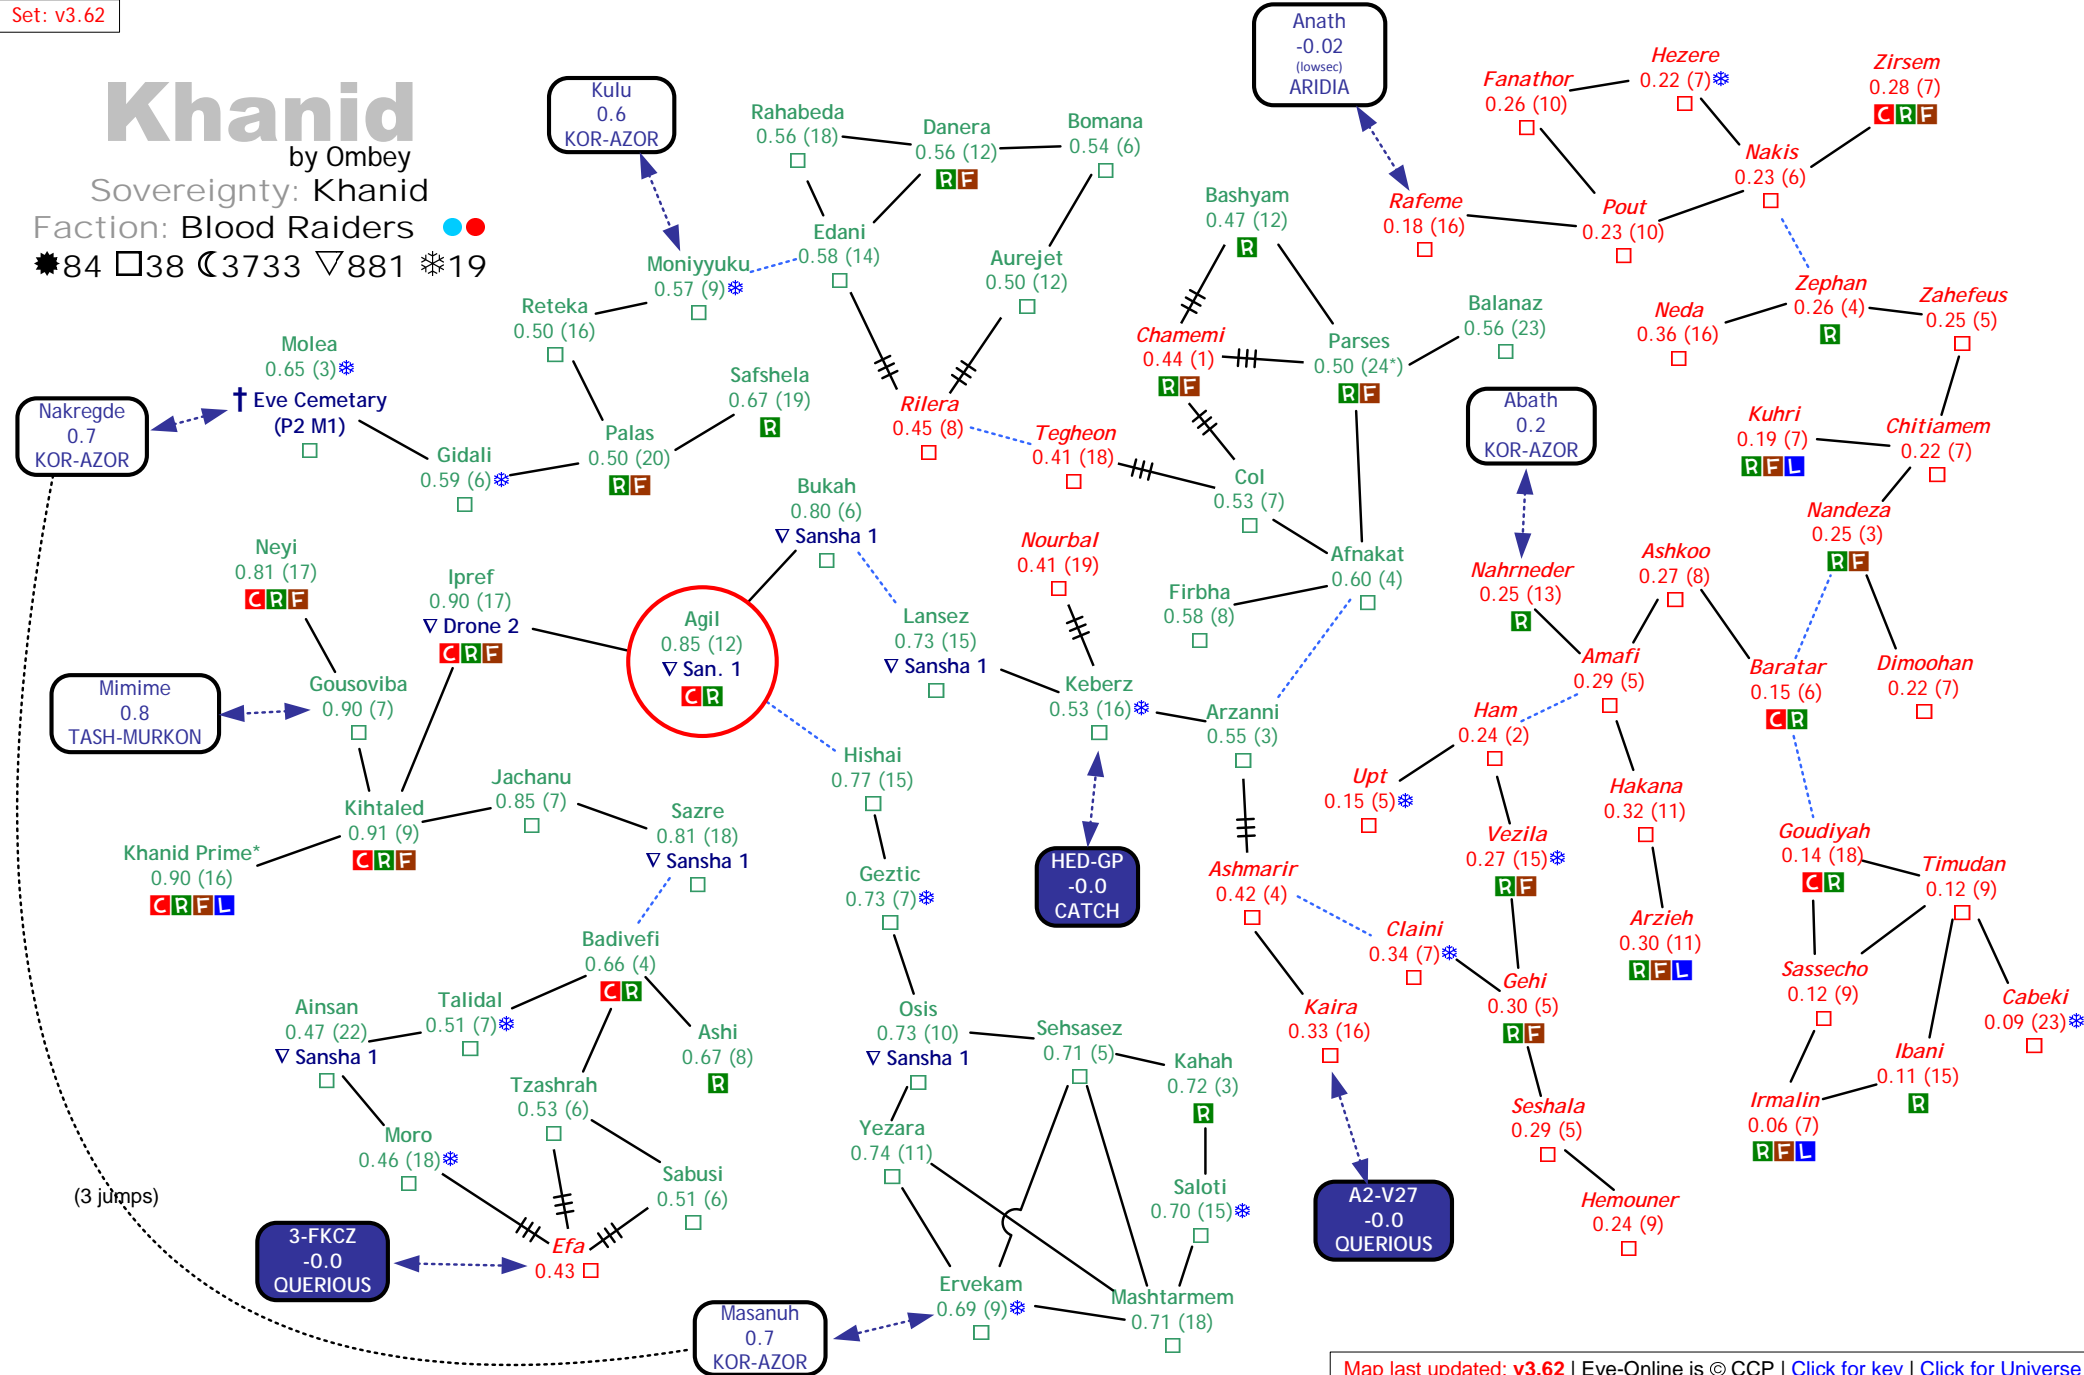 Set: v3.62
Khanid
by Ombey
Sovereignty: Khanid
Faction: Blood Raiders
84 38 3733 881 19
Kulu
0.6
KOR-AZOR
Anath
-0.02
(lowsec)
ARIDIA
Rahabeda
0.56 (18)
Danera
0.56 (12)
R F
Bomana
0.54 (6)
Fanathor
0.26 (10)
Hezere
0.22 (7)
Zirsem
0.28 (7)
C R F
Nakis
0.23 (6)
Bashyam
0.47 (12)
R
Rafeme
0.18 (16)
Pout
0.23 (10)
Edani
0.58 (14)
Moniyyuku
0.57 (9)
Aurejet
0.50 (12)
Reteka
0.50 (16)
Zephan
0.26 (4)
R
Zahefeus
0.25 (5)
Neda
0.36 (16)
Balanaz
0.56 (23)
Parses
0.50 (24*)
R F
Chamemi
0.44 (1)
R F
Molea
0.65 (3)
† Eve Cemetary
(P2 M1)
Nakregde
0.7
KOR-AZOR
Safshela
0.67 (19)
R
Rilera
0.45 (8)
Abath
0.2
KOR-AZOR
Kuhri
0.19 (7)
R F L
Chitiamem
0.22 (7)
Palas
0.50 (20)
R F
Gidali
0.59 (6)
Tegheon
0.41 (18)
Col
0.53 (7)
Bukah
0.80 (6)
∇ Sansha 1
Nandeza
0.25 (3)
R F
Neyi
0.81 (17)
C R F
Ipref
0.90 (17)
∇ Drone 2
C R F
Nourbal
0.41 (19)
Afnakat
0.60 (4)
Ashkoo
0.27 (8)
Nahrneder
0.25 (13)
R
Firbha
0.58 (8)
Agil
0.85 (12)
∇ San. 1
C R
Lansez
0.73 (15)
∇ Sansha 1
Amafi
0.29 (5)
Baratar
0.15 (6)
C R
Dimoohan
0.22 (7)
Mimime
0.8
TASH-MURKON
Gousoviba
0.90 (7)
Keberz
0.53 (16)
Arzanni
0.55 (3)
Ham
0.24 (2)
Hishai
0.77 (15)
Jachanu
0.85 (7)
Upt
0.15 (5)
Hakana
0.32 (11)
Kihtaled
0.91 (9)
C R F
Sazre
0.81 (18)
∇ Sansha 1
Vezila
0.27 (15)
R F
Goudiyah
0.14 (18)
C R
Khanid Prime*
0.90 (16)
C R F L
HED-GP
-0.0
CATCH
Geztic
0.73 (7)
Ashmarir
0.42 (4)
Timudan
0.12 (9)
Arzieh
0.30 (11)
R F L
Badivefi
0.66 (4)
C R
Claini
0.34 (7)
Sassecho
0.12 (9)
Gehi
0.30 (5)
R F
Cabeki
0.09 (23)
Ainsan
0.47 (22)
∇ Sansha 1
Talidal
0.51 (7)
Ashi
0.67 (8)
R
Osis
0.73 (10)
∇ Sansha 1
Sehsasez
0.71 (5)
Kaira
0.33 (16)
Kahah
0.72 (3)
R
Ibani
0.11 (15)
R
Tzashrah
0.53 (6)
Seshala
0.29 (5)
Irmalin
0.06 (7)
R F L
Moro
0.46 (18)
Yezara
0.74 (11)
Sabusi
0.51 (6)
Saloti
0.70 (15)
A2-V27
-0.0
QUERIOUS
Hemouner
0.24 (9)
(3 jumps)
3-FKCZ
-0.0
QUERIOUS
Efa
0.43
Ervekam
0.69 (9)
Mashtarmem
0.71 (18)
Masanuh
0.7
KOR-AZOR
Map last updated: v3.62 | Eve-Online is © CCP | Click for key | Click for Universe